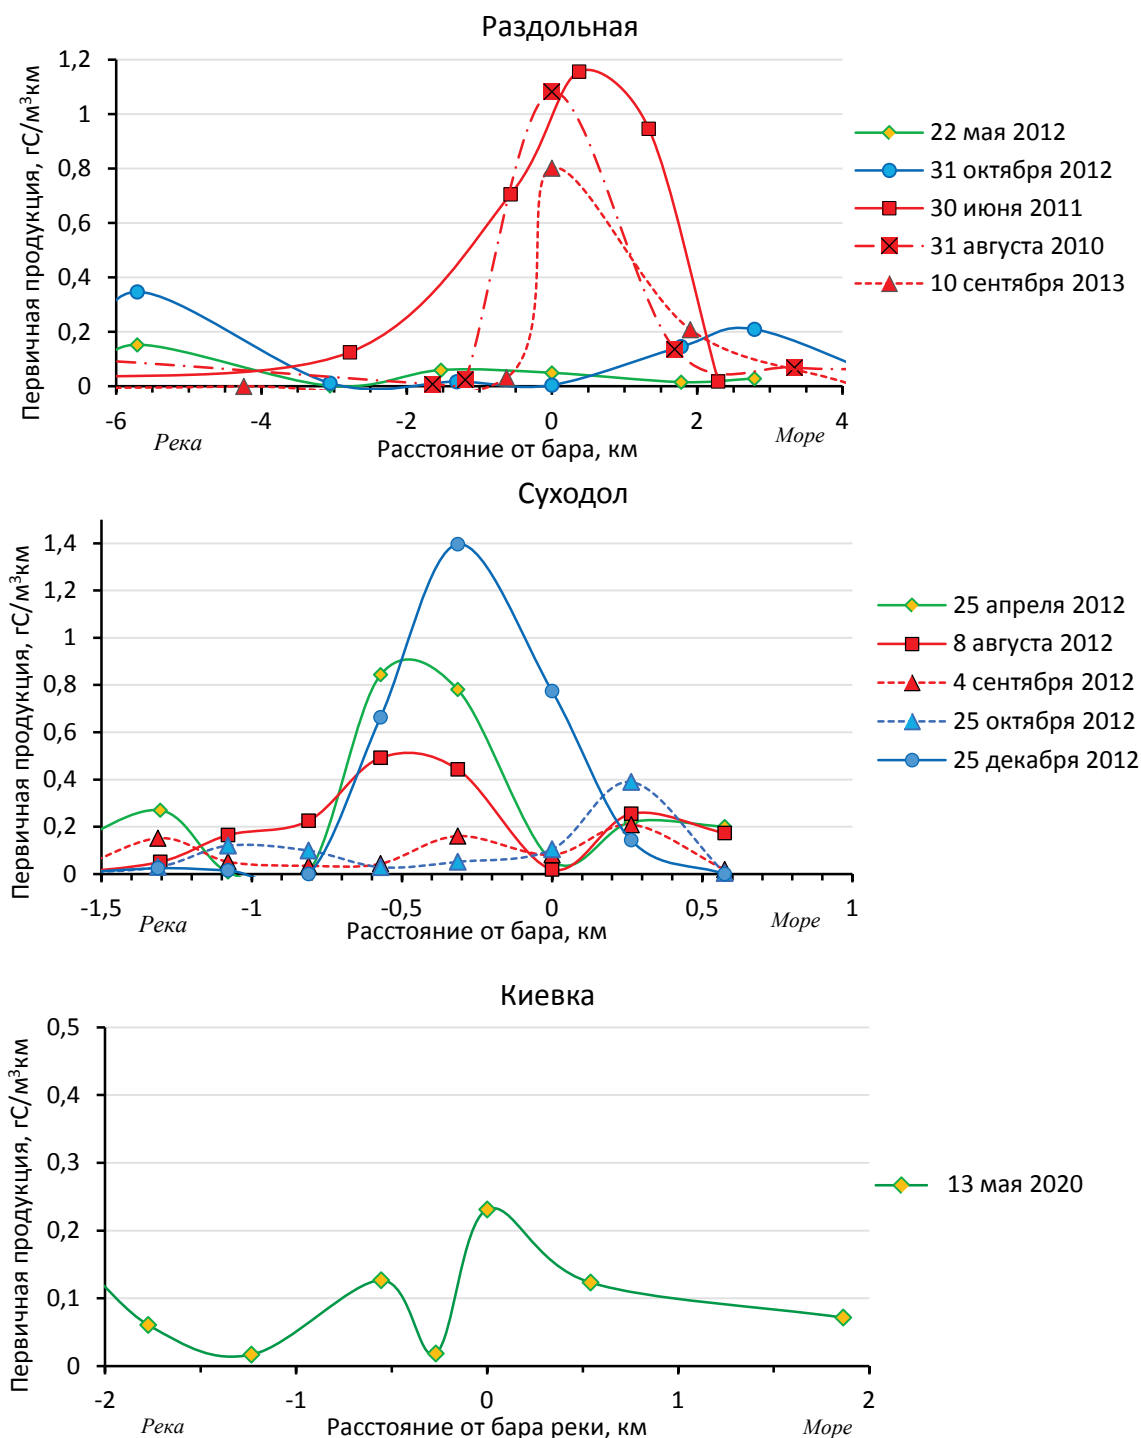 Раздольная
Первичная продукция, гС/м³км
1,2
1
0,8
0,6
0,4
0,2
0
-6
-4
-2
0
2
4
Река
Расстояние от бара, км
Море
22 мая 2012
31 октября 2012
30 июня 2011
31 августа 2010
10 сентября 2013
Суходол
Первичная продукция, гС/м³км
1,4
1,2
1
0,8
0,6
0,4
0,2
0
-1,5
-1
-0,5
0
0,5
1
Река
Расстояние от бара, км
Море
25 апреля 2012
8 августа 2012
4 сентября 2012
25 октября 2012
25 декабря 2012
Киевка
Первичная продукция, гС/м³км
0,5
0,4
0,3
0,2
0,1
0
-2
-1
0
1
2
Река
Расстояние от бара реки, км
Море
13 мая 2020